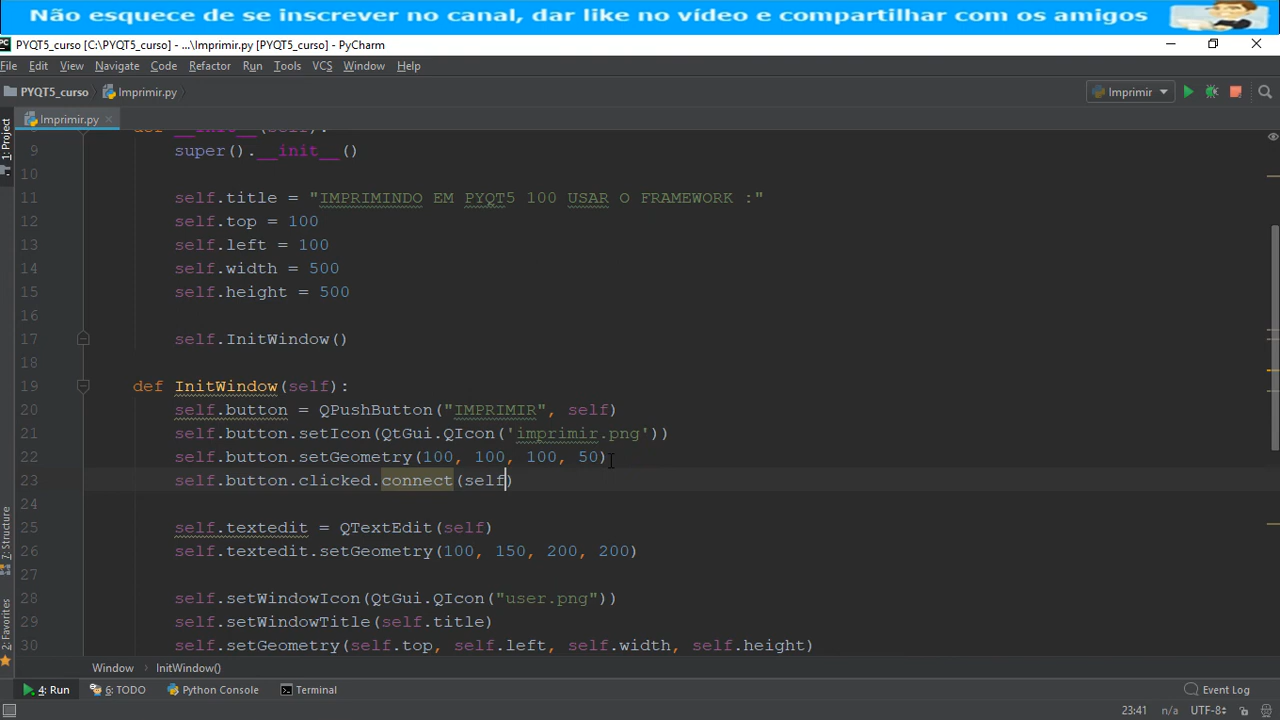 Não esquece de se inscrever no canal, dar like no vídeo e compartilhar com os amigos
PC PYQT5_curso [C:\PYQT5_curso] - ...\Imprimir.py [PYQT5_curso] - PyCharm
File Edit View Navigate Code Refactor Run Tools VCS Window Help
PYQT5_curso Imprimir.py Imprimir
Imprimir.py
1: Project
7: Structure
2: Favorites
8 def __init__(self):
9 super().__init__()
10
11 self.title = "IMPRIMINDO EM PYQT5 100 USAR O FRAMEWORK :"
12 self.top = 100
13 self.left = 100
14 self.width = 500
15 self.height = 500
16
17 self.InitWindow()
18
19 def InitWindow(self):
20 self.button = QPushButton("IMPRIMIR", self)
21 self.button.setIcon(QtGui.QIcon('imprimir.png'))
22 self.button.setGeometry(100, 100, 100, 50)
23 self.button.clicked.connect(self)
24
25 self.textedit = QTextEdit(self)
26 self.textedit.setGeometry(100, 150, 200, 200)
27
28 self.setWindowIcon(QtGui.QIcon("user.png"))
29 self.setWindowTitle(self.title)
30 self.setGeometry(self.top, self.left, self.width, self.height)
Window InitWindow()
4: Run 6: TODO Python Console Terminal Event Log
23:41 n/a UTF-8